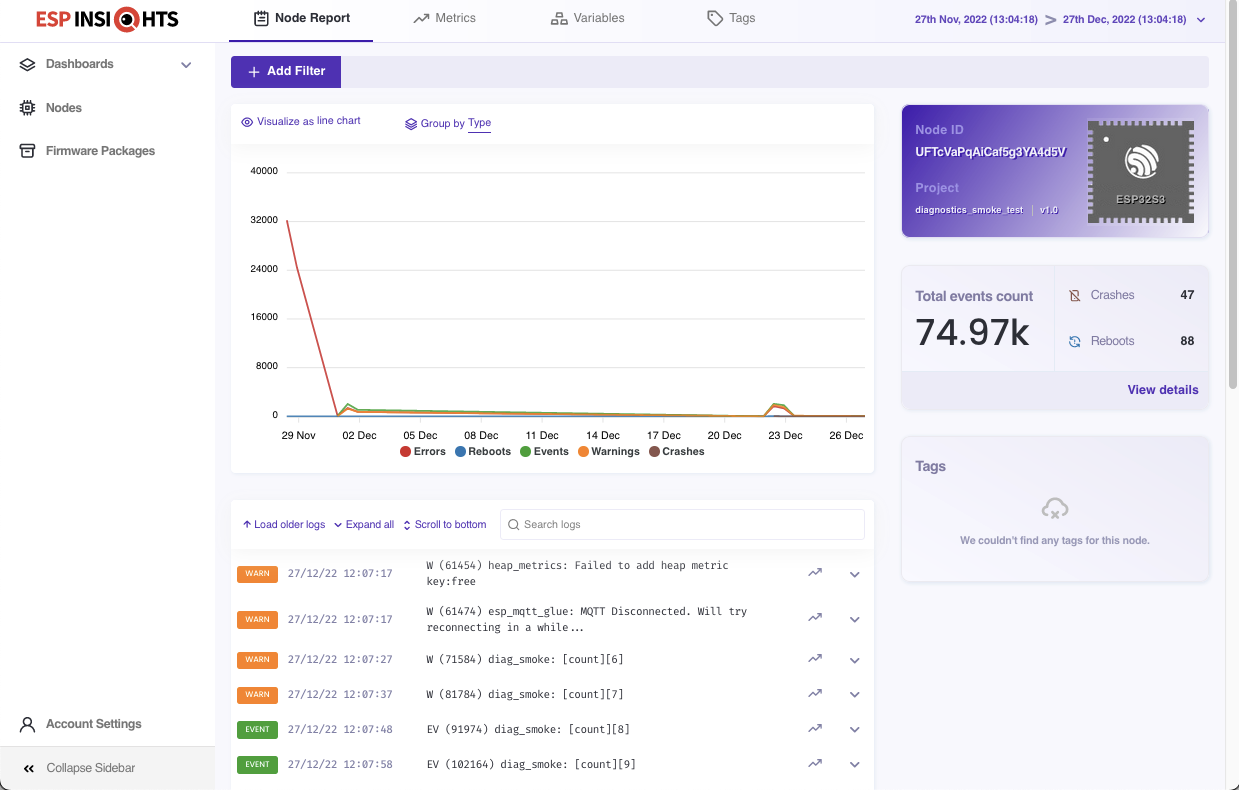 ESP INSIGHTS
Node Report
Metrics
Variables
Tags
27th Nov, 2022 (13:04:18) > 27th Dec, 2022 (13:04:18)
Dashboards
Nodes
Firmware Packages
Account Settings
Collapse Sidebar
+ Add Filter
Visualize as line chart
Group by Type
40000
32000
24000
16000
8000
0
29 Nov 02 Dec 05 Dec 08 Dec 11 Dec 14 Dec 17 Dec 20 Dec 23 Dec 26 Dec
Errors Reboots Events Warnings Crashes
Node ID
UFTcVaPqAiCaf5g3YA4d5V
Project
diagnostics_smoke_test | v1.0
ESP32S3
Total events count
74.97k
Crashes 47
Reboots 88
View details
Tags
We couldn't find any tags for this node.
Load older logs Expand all Scroll to bottom Search logs
WARN 27/12/22 12:07:17 W (61454) heap_metrics: Failed to add heap metric
key:free
WARN 27/12/22 12:07:17 W (61474) esp_mqtt_glue: MQTT Disconnected. Will try
reconnecting in a while...
WARN 27/12/22 12:07:27 W (71584) diag_smoke: [count][6]
WARN 27/12/22 12:07:37 W (81784) diag_smoke: [count][7]
EVENT 27/12/22 12:07:48 EV (91974) diag_smoke: [count][8]
EVENT 27/12/22 12:07:58 EV (102164) diag_smoke: [count][9]